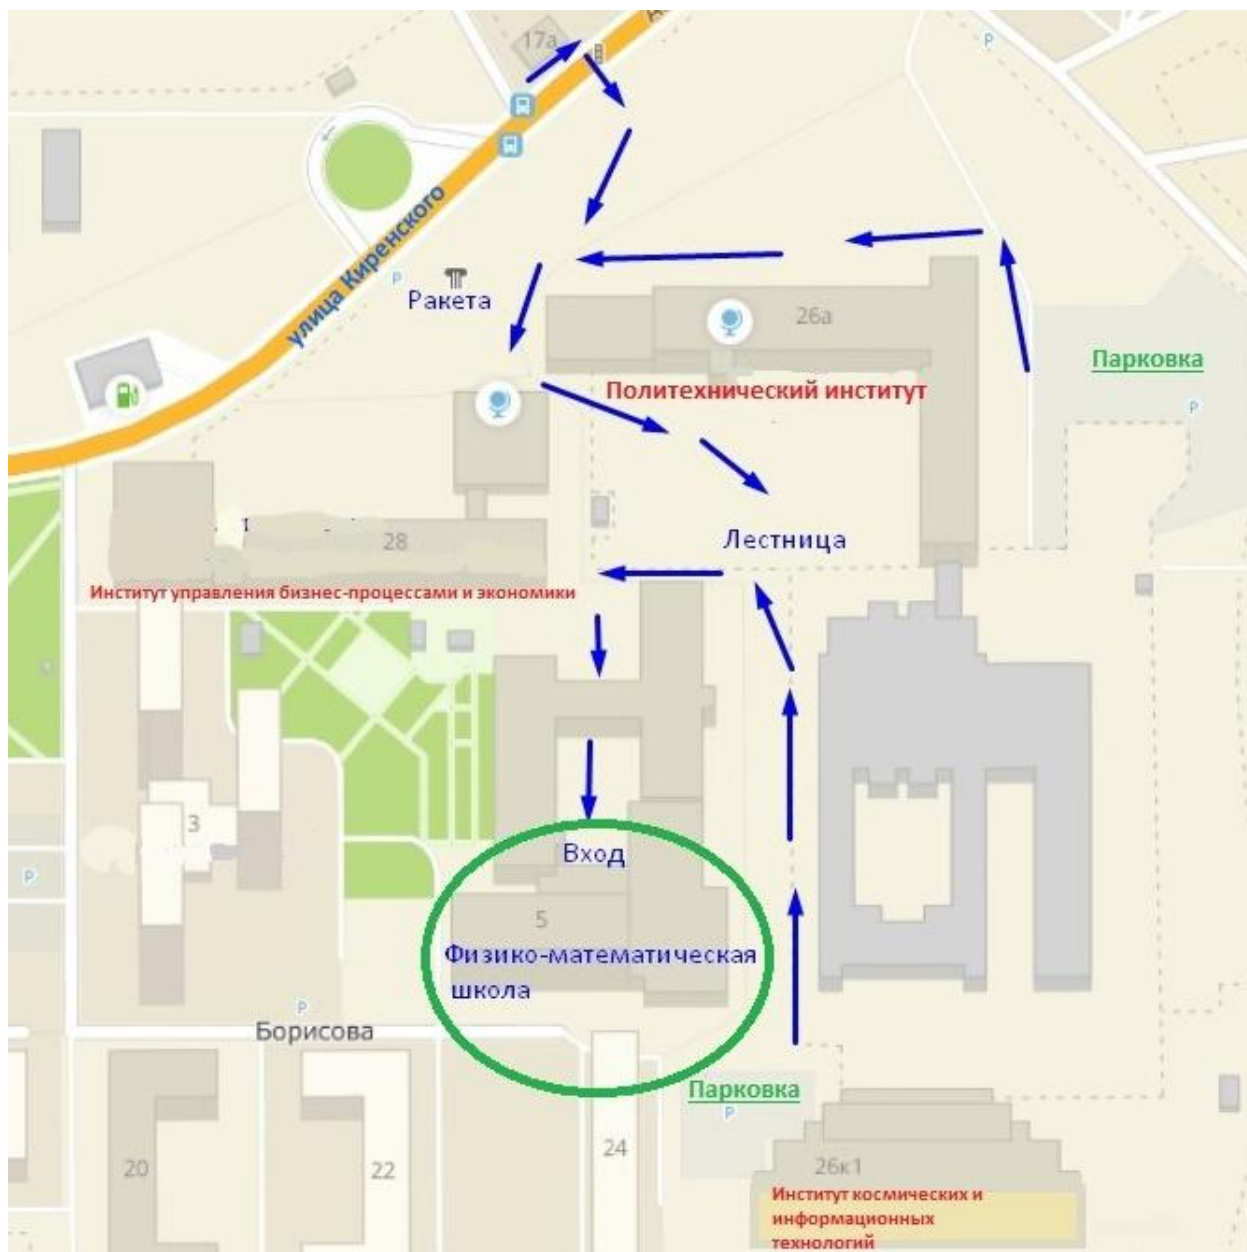 17а
улица Киренского
P
P
Ракета
26а
Парковка
P
Политехнический институт
28
Лестница
Институт управления бизнес-процессами и экономики
3
P
Вход
5
Физико-математическая
школа
P
Борисова
Парковка
P
20
22
24
26к1
Институт космических и
информационных
технологий